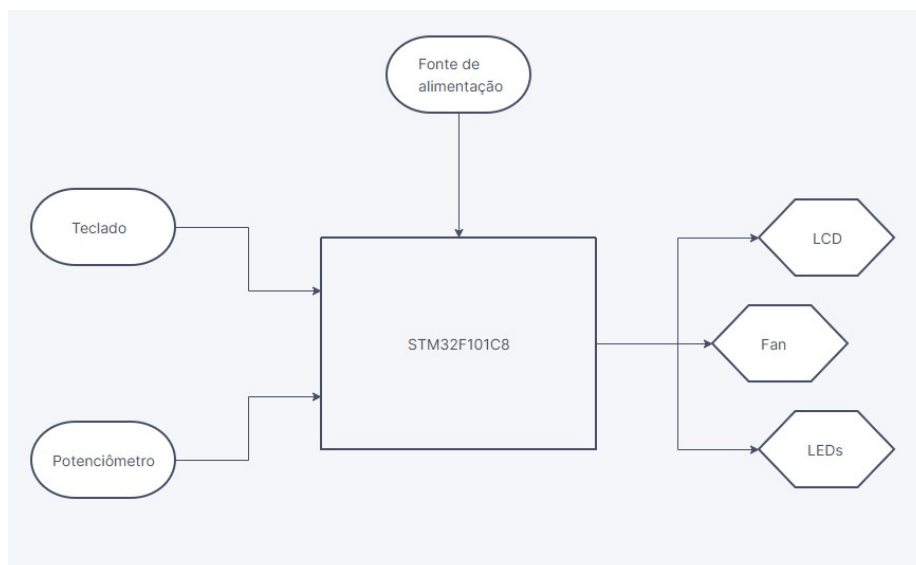 Fonte de
alimentação
Teclado
LCD
STM32F101C8
Fan
Potenciômetro
LEDs